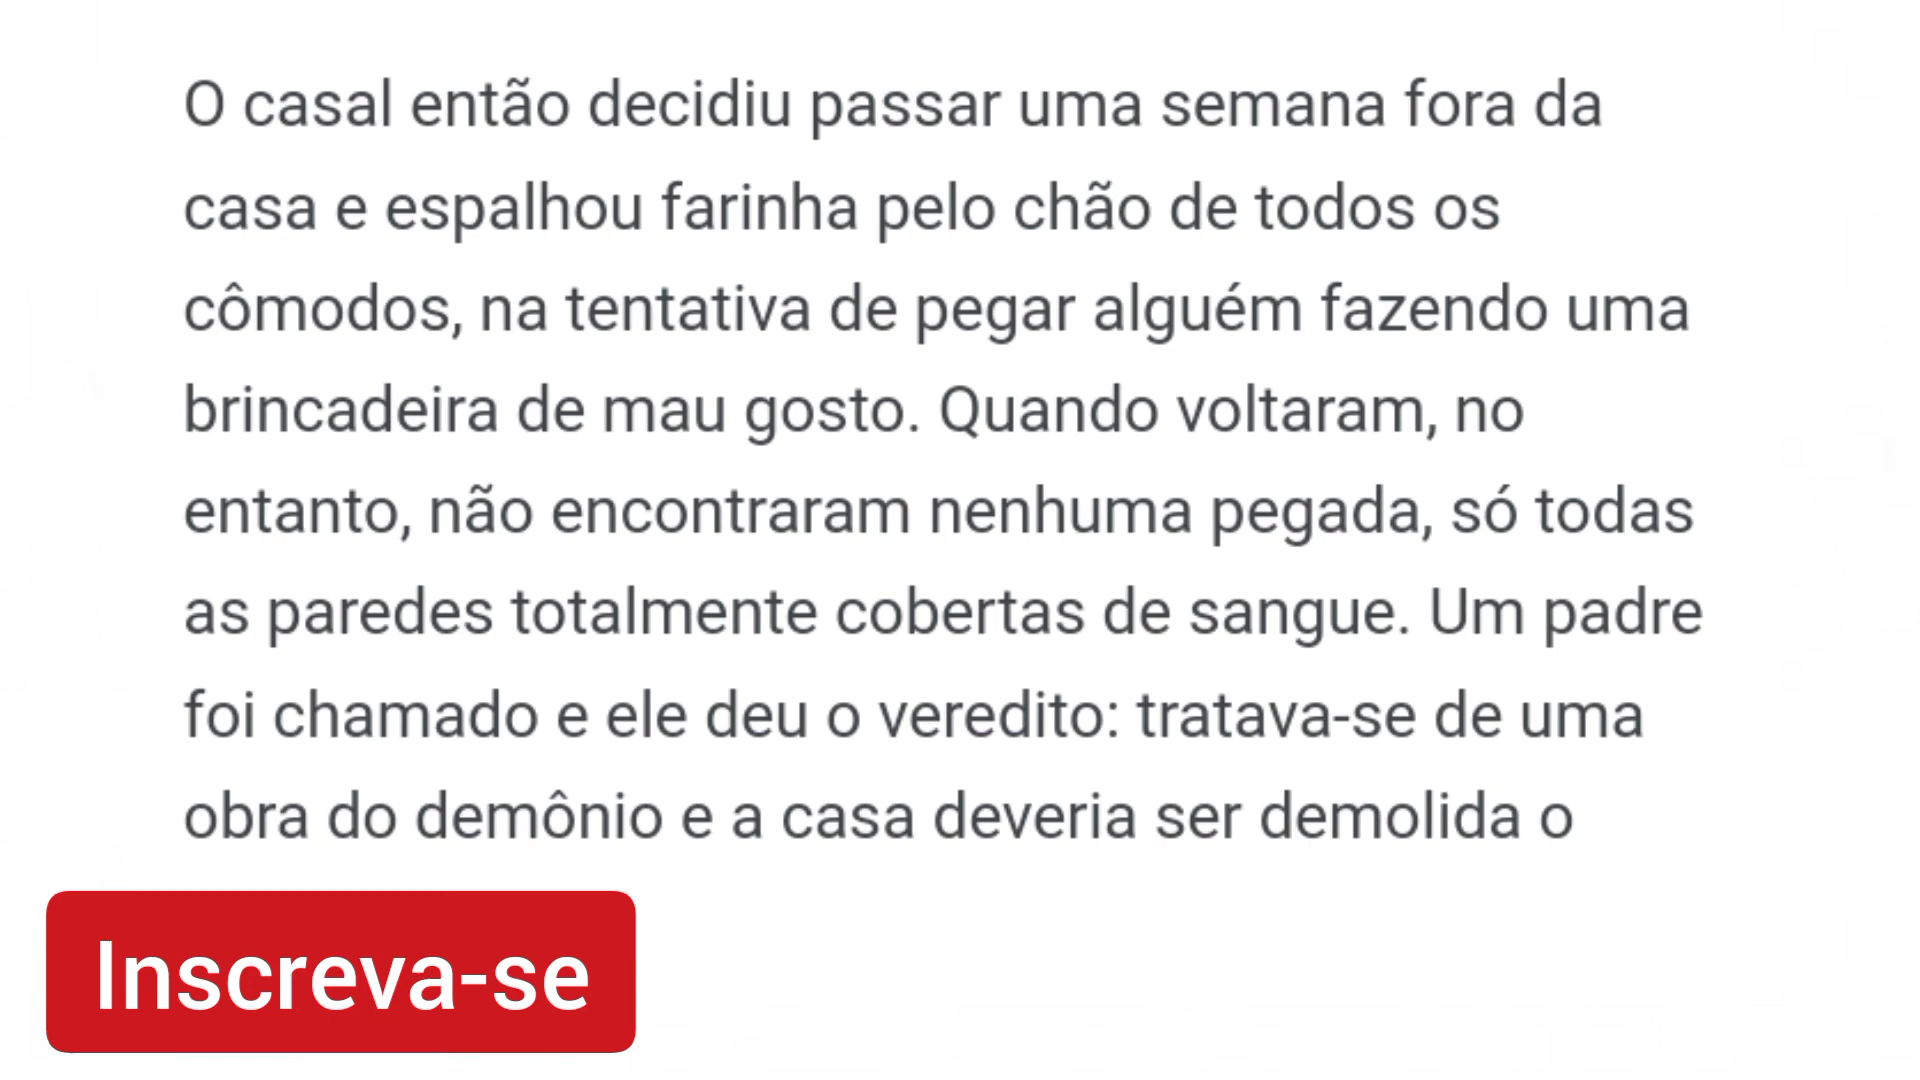 O casal então decidiu passar uma semana fora da
casa e espalhou farinha pelo chão de todos os
cômodos, na tentativa de pegar alguém fazendo uma
brincadeira de mau gosto. Quando voltaram, no
entanto, não encontraram nenhuma pegada, só todas
as paredes totalmente cobertas de sangue. Um padre
foi chamado e ele deu o veredito: tratava-se de uma
obra do demônio e a casa deveria ser demolida o
Inscreva-se